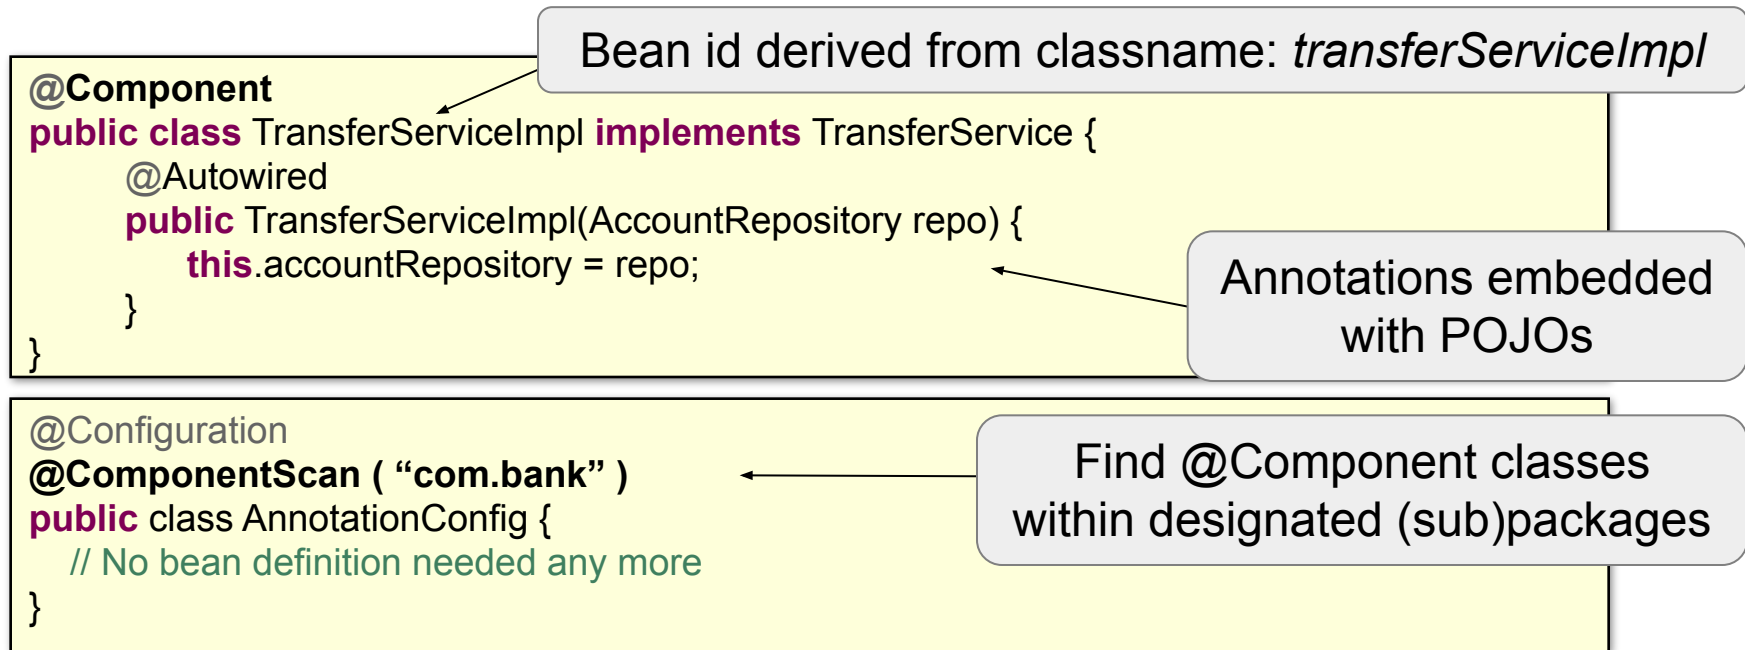 Bean id derived from classname: transferServiceImpl
@Component
public class TransferServiceImpl implements TransferService {
@Autowired
public TransferServiceImpl(AccountRepository repo) {
this.accountRepository = repo;
}
}
Annotations embedded
with POJOs
@Configuration
@ComponentScan ( “com.bank” )
public class AnnotationConfig {
// No bean definition needed any more
}
Find @Component classes
within designated (sub)packages